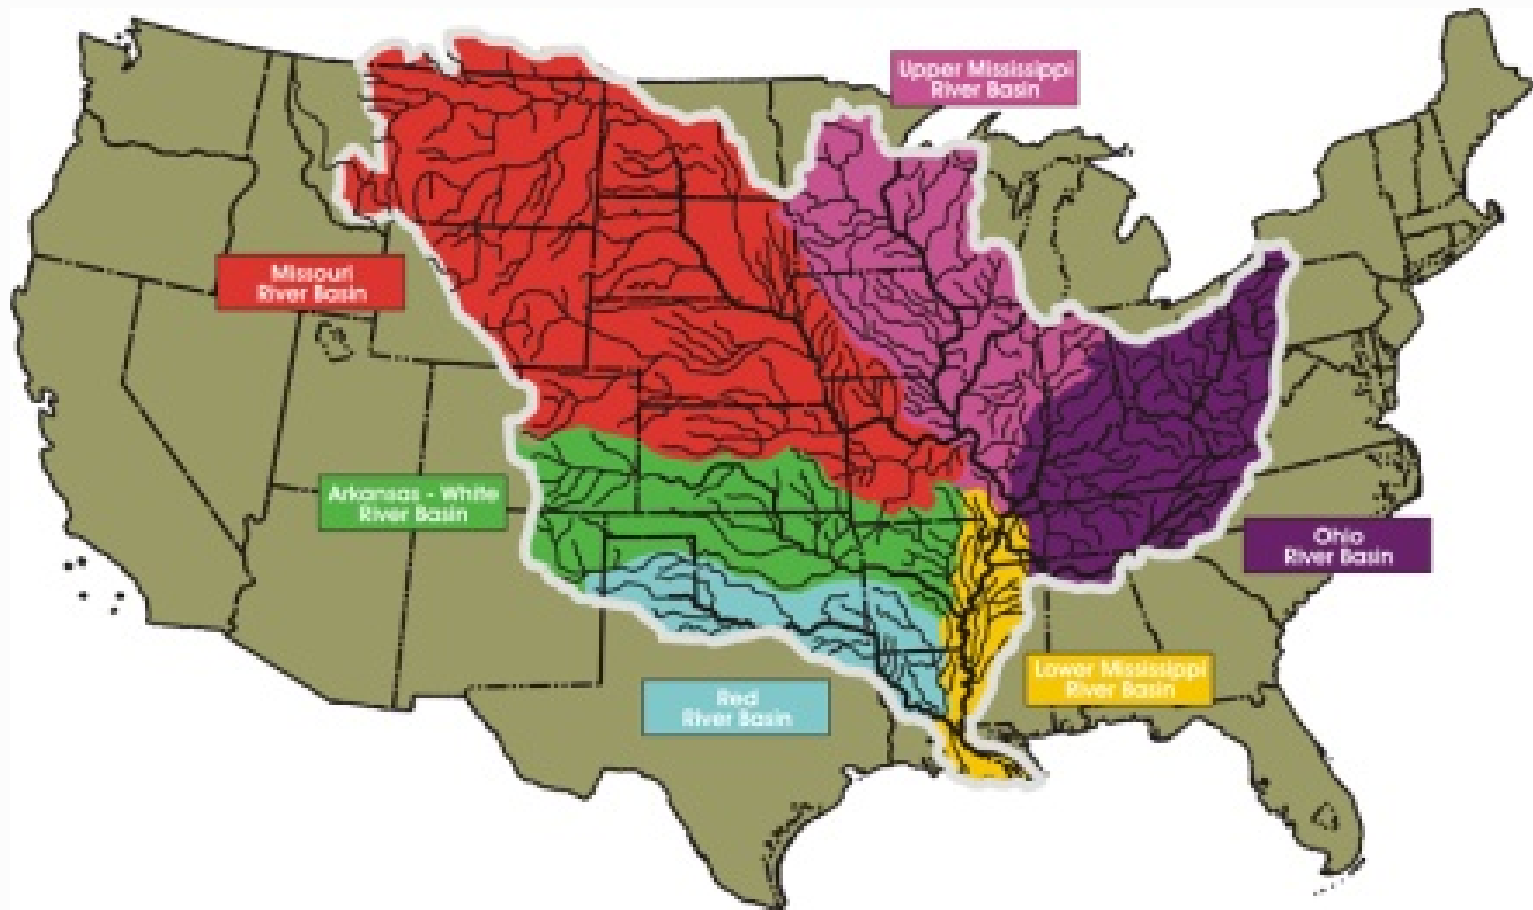 Upper Mississippi
River Basin
Missouri
River Basin
Arkansas - White
River Basin
Ohio
River Basin
Lower Mississippi
River Basin
Red
River Basin